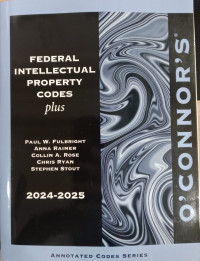 FEDERAL
INTELLECTUAL
PROPERTY
CODES
plus
PAUL W. FULBRIGHT
ANNA RAIMER
COLLIN A. ROSE
CHRIS RYAN
STEPHEN STOUT
2024-2025
O'CONNOR'S®
ANNOTATED CODES SERIES